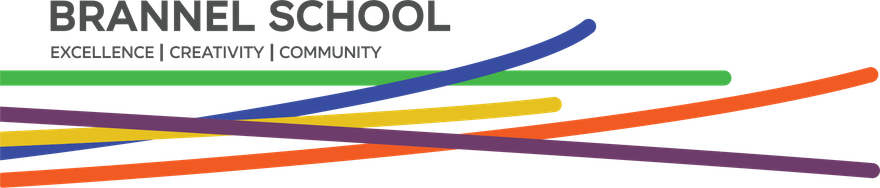 BRANNEL SCHOOL
EXCELLENCE | CREATIVITY | COMMUNITY